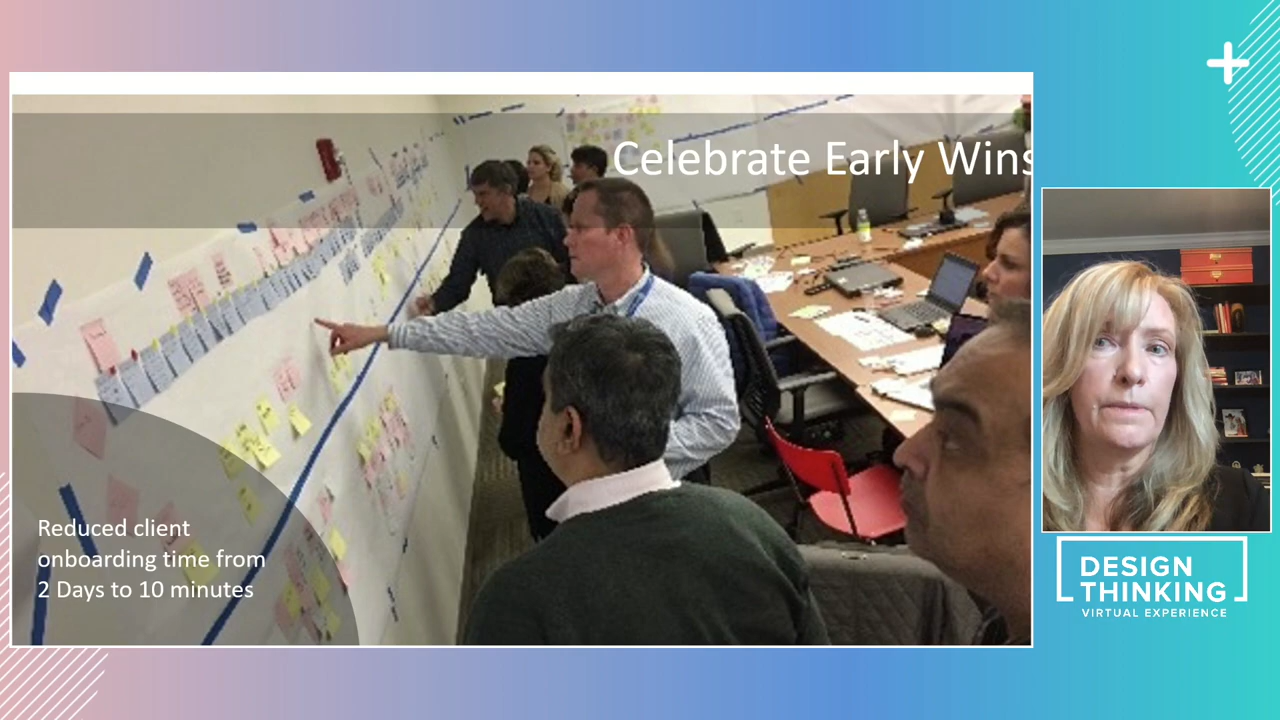 Celebrate Early Wins
Reduced client
onboarding time from
2 Days to 10 minutes
DESIGN
THINKING
VIRTUAL EXPERIENCE